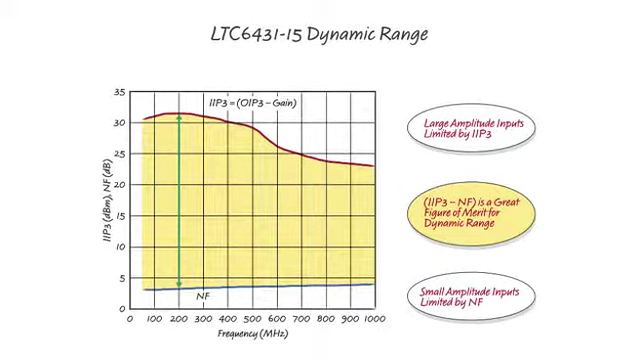 LTC6431-15 Dynamic Range
35
IIP3 = (OIP3 - Gain)
30
25
20
15
10
5
0
IIP3 (dBm), NF (dB)
NF
0 100 200 300 400 500 600 700 800 900 1000
Frequency (MHz)
Large Amplitude Inputs
Limited by IIP3
(IIP3 - NF) is a Great
Figure of Merit for
Dynamic Range
Small Amplitude Inputs
Limited by NF